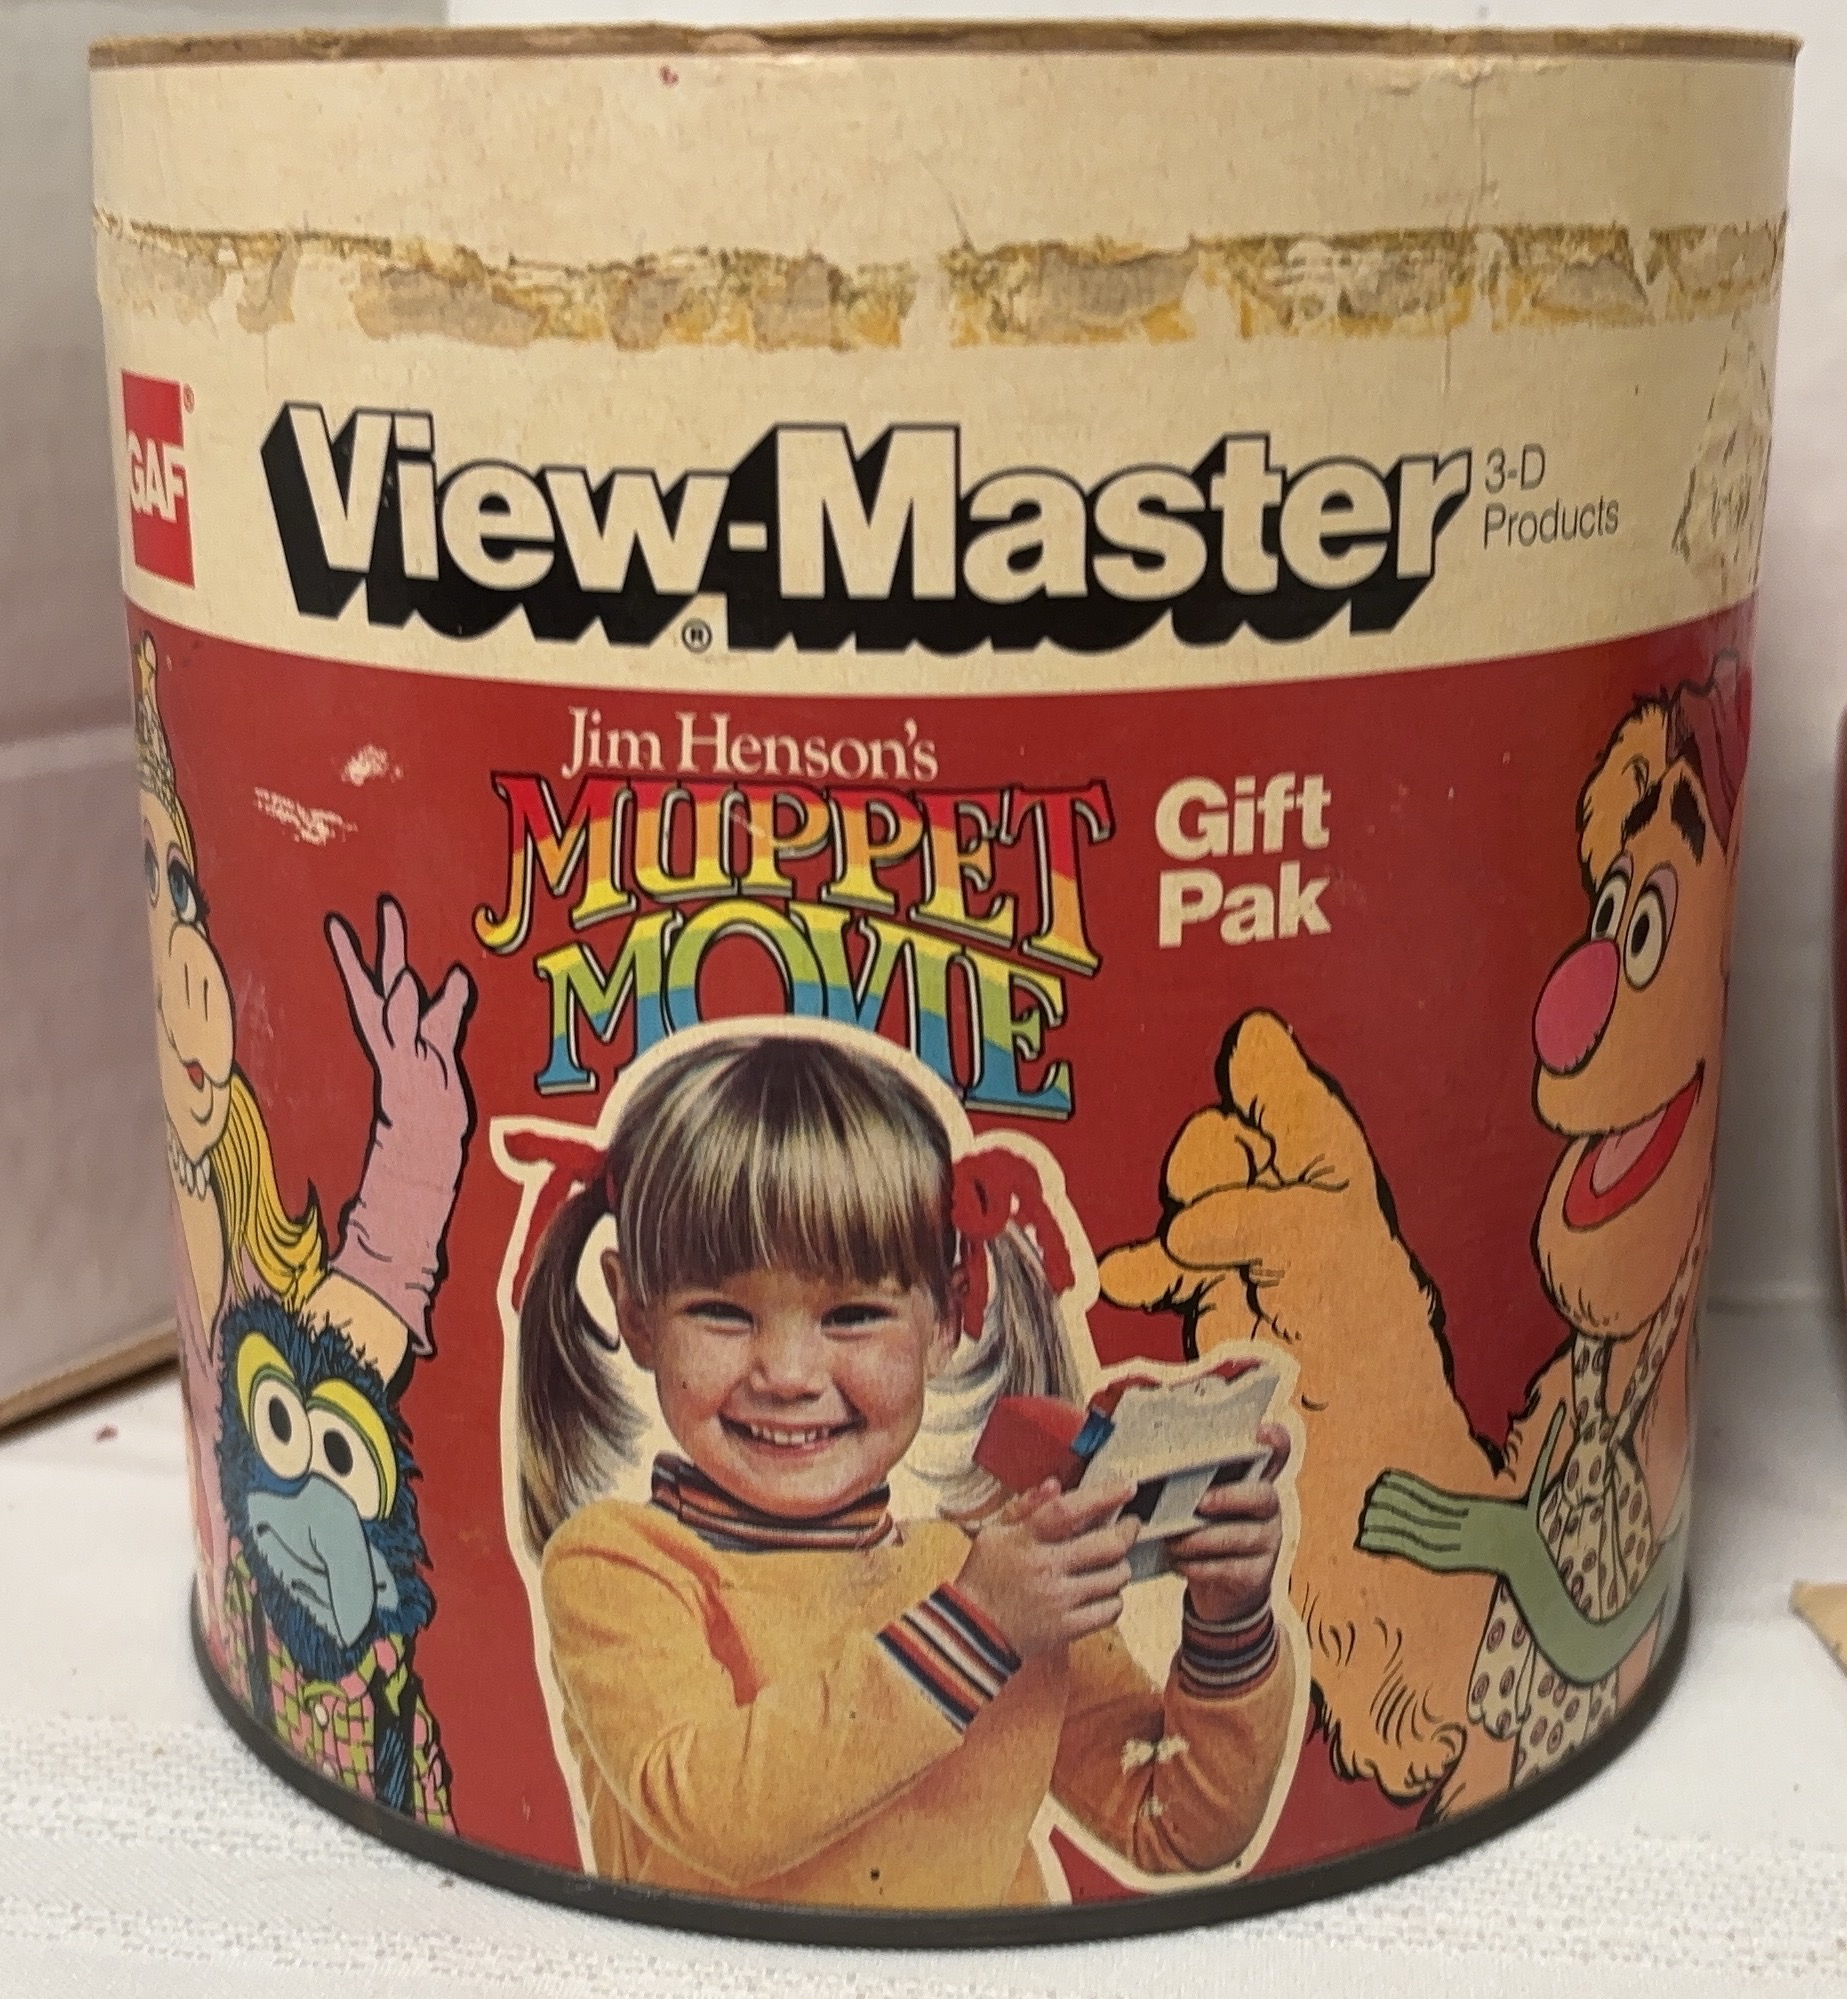 GAF®
View-Master®
3-D
Products
Jim Henson's
MUPPET
MOVIE
Gift
Pak